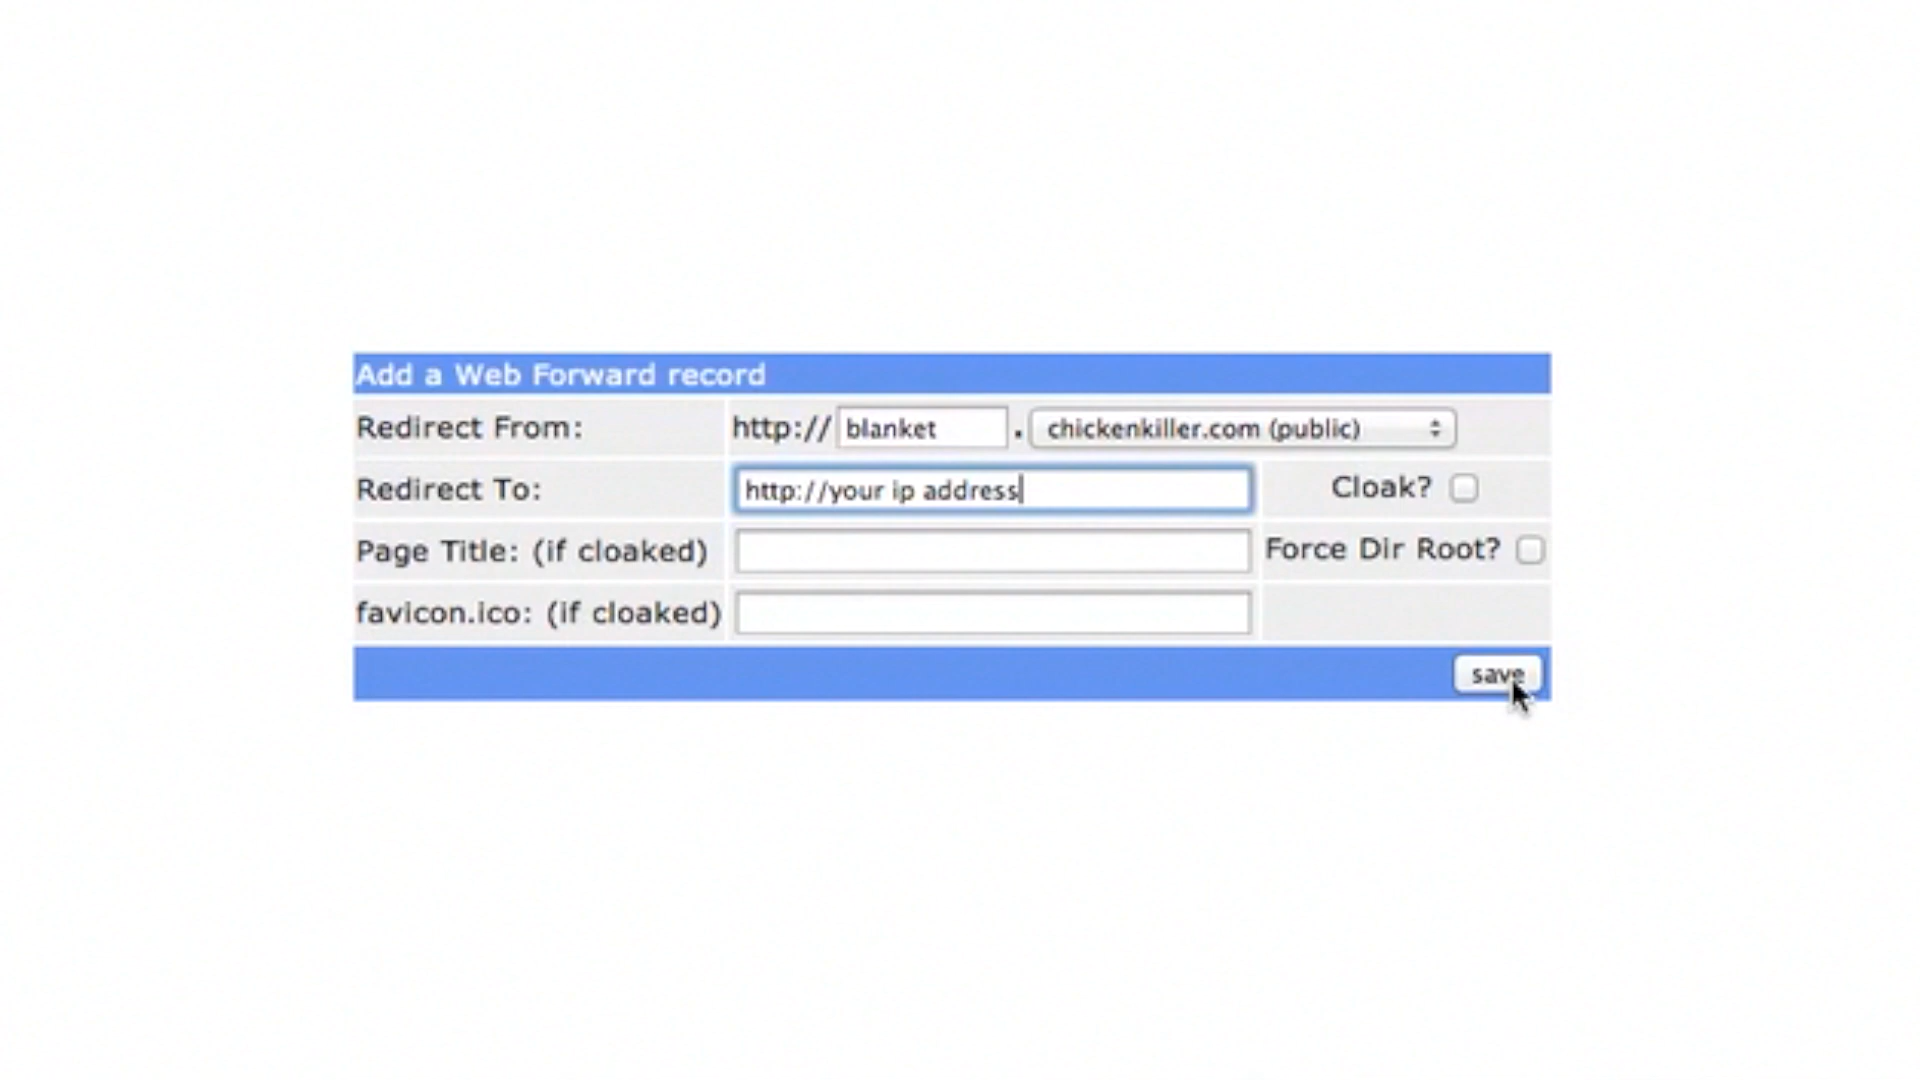 Add a Web Forward record
Redirect From: http:// blanket . chickenkiller.com (public)
Redirect To: http://your ip address Cloak?
Page Title: (if cloaked) Force Dir Root?
favicon.ico: (if cloaked)
save